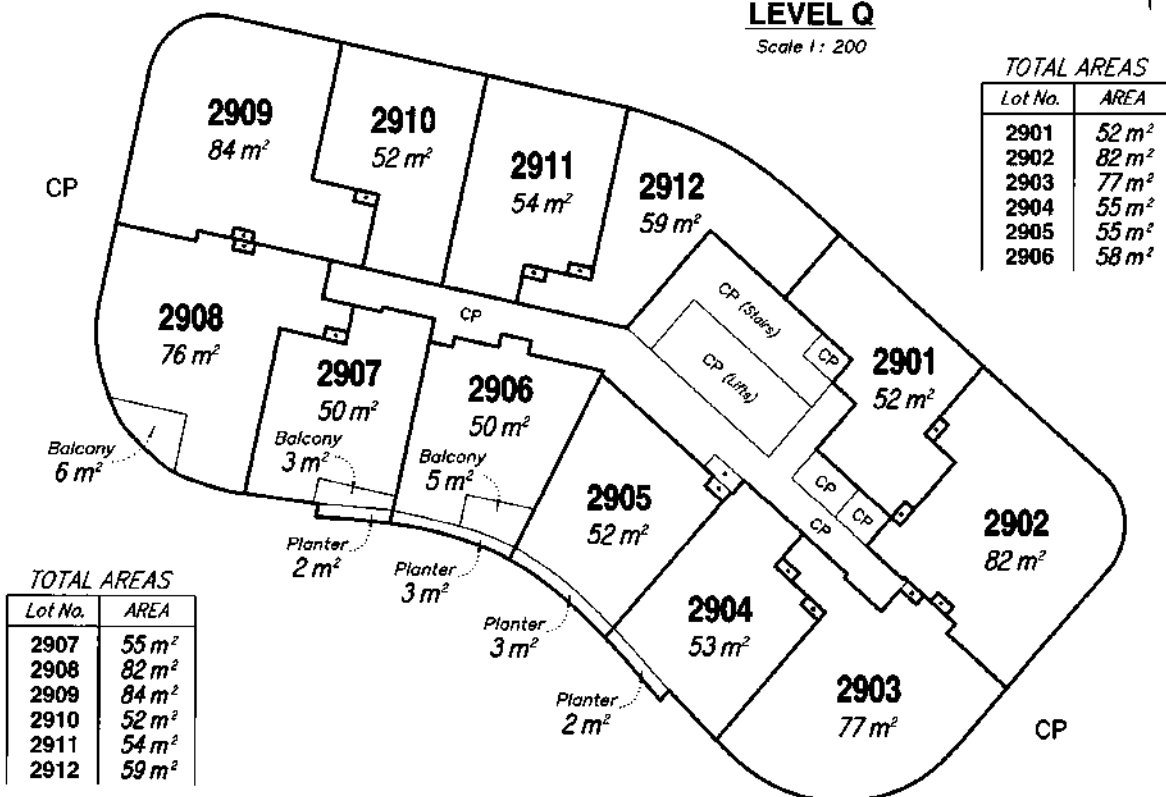 LEVEL Q
Scale 1 : 200
TOTAL AREAS
Lot No. AREA
2901 52 m²
2902 82 m²
2903 77 m²
2904 55 m²
2905 55 m²
2906 58 m²
2909
84 m²
2910
52 m²
2911
54 m²
2912
59 m²
CP
CP (Stairs)
CP (Lifts)
CP
2901
52 m²
2908
76 m²
CP
2907
50 m²
2906
50 m²
Balcony
6 m²
Balcony
3 m²
Balcony
5 m²
2905
52 m²
CP
CP
CP
2902
82 m²
Planter
2 m²
Planter
3 m²
Planter
3 m²
Planter
2 m²
2904
53 m²
2903
77 m²
CP
TOTAL AREAS
Lot No. AREA
2907 55 m²
2908 82 m²
2909 84 m²
2910 52 m²
2911 54 m²
2912 59 m²